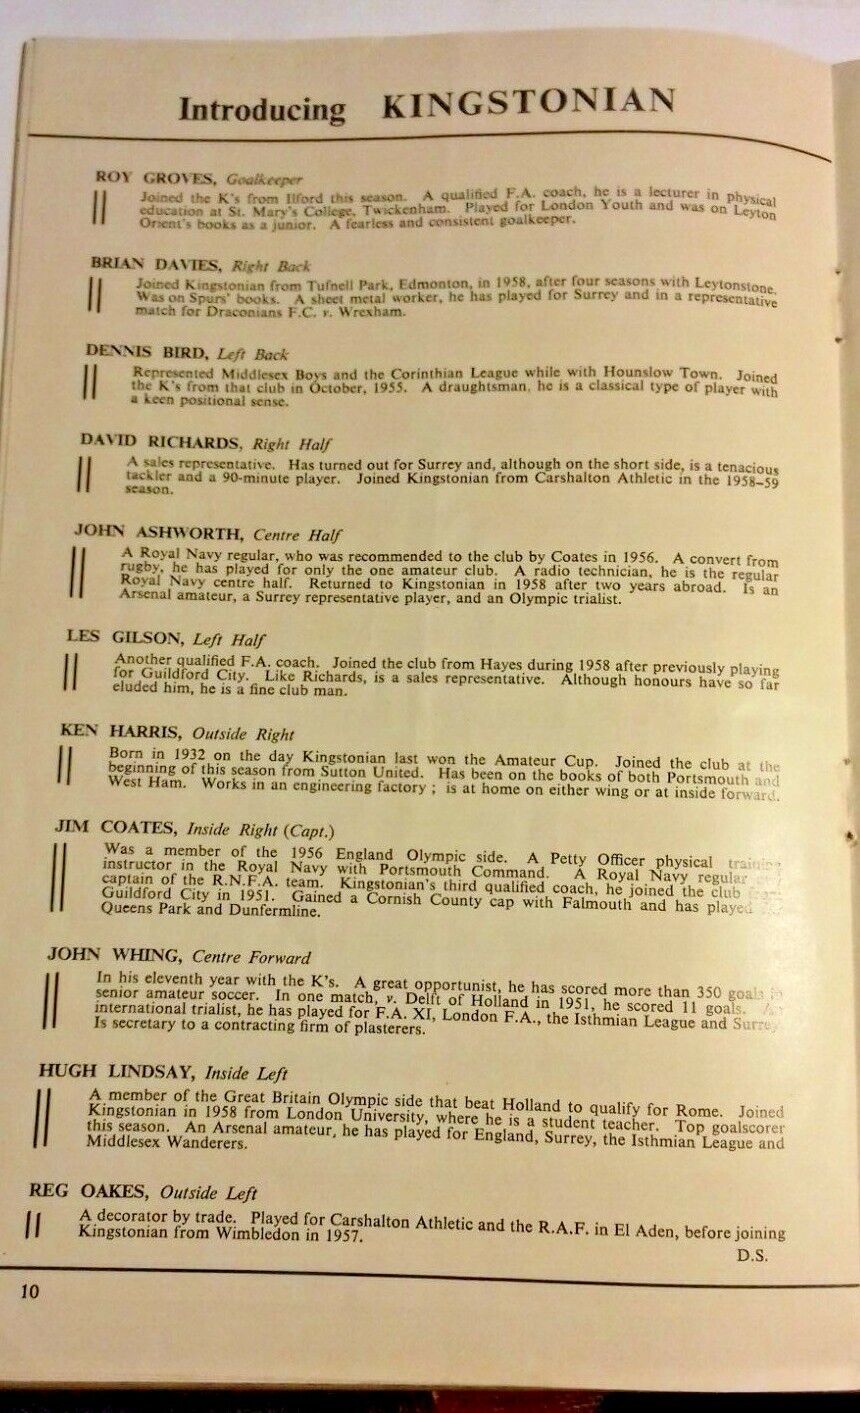 Introducing KINGSTONIAN
ROY GROVES, Goalkeeper
Joined the K's from Ilford this season. A qualified F.A. coach, he is a lecturer in physical
education at St. Mary's College, Twickenham. Played for London Youth and was on Leyton
Orient's books as a junior. A fearless and consistent goalkeeper.
BRIAN DAVIES, Right Back
Joined Kingstonian from Tufnell Park, Edmonton, in 1958, after four seasons with Leytonstone.
Was on Spurs' books. A sheet metal worker, he has played for Surrey and in a representative
match for Draconians F.C. v. Wrexham.
DENNIS BIRD, Left Back
Represented Middlesex Boys and the Corinthian League while with Hounslow Town. Joined
the K's from that club in October, 1955. A draughtsman, he is a classical type of player with
a keen positional sense.
DAVID RICHARDS, Right Half
A sales representative. Has turned out for Surrey and, although on the short side, is a tenacious
tackler and a 90-minute player. Joined Kingstonian from Carshalton Athletic in the 1958-59
season.
JOHN ASHWORTH, Centre Half
A Royal Navy regular, who was recommended to the club by Coates in 1956. A convert from
rugby, he has played for only the one amateur club. A radio technician, he is the regular
Royal Navy centre half. Returned to Kingstonian in 1958 after two years abroad. Is an
Arsenal amateur, a Surrey representative player, and an Olympic trialist.
LES GILSON, Left Half
Another qualified F.A. coach. Joined the club from Hayes during 1958 after previously playing
for Guildford City. Like Richards, is a sales representative. Although honours have so far
eluded him, he is a fine club man.
KEN HARRIS, Outside Right
Born in 1932 on the day Kingstonian last won the Amateur Cup. Joined the club at the
beginning of this season from Sutton United. Has been on the books of both Portsmouth and
West Ham. Works in an engineering factory ; is at home on either wing or at inside forward.
JIM COATES, Inside Right (Capt.)
Was a member of the 1956 England Olympic side. A Petty Officer physical training
instructor in the Royal Navy with Portsmouth Command. A Royal Navy regular
captain of the R.N.F.A. team. Kingstonian's third qualified coach, he joined the club from
Guildford City in 1951. Gained a Cornish County cap with Falmouth and has played
Queens Park and Dunfermline.
JOHN WHING, Centre Forward
In his eleventh year with the K's. A great opportunist, he has scored more than 350 goals in
senior amateur soccer. In one match, v. Delft of Holland in 1951, he scored 11 goals.
international trialist, he has played for F.A. XI, London F.A., the Isthmian League and Surrey.
Is secretary to a contracting firm of plasterers.
HUGH LINDSAY, Inside Left
A member of the Great Britain Olympic side that beat Holland to qualify for Rome. Joined
Kingstonian in 1958 from London University, where he is a student teacher. Top goalscorer
this season. An Arsenal amateur, he has played for England, Surrey, the Isthmian League and
Middlesex Wanderers.
REG OAKES, Outside Left
A decorator by trade. Played for Carshalton Athletic and the R.A.F. in El Aden, before joining
Kingstonian from Wimbledon in 1957.
D.S.
10